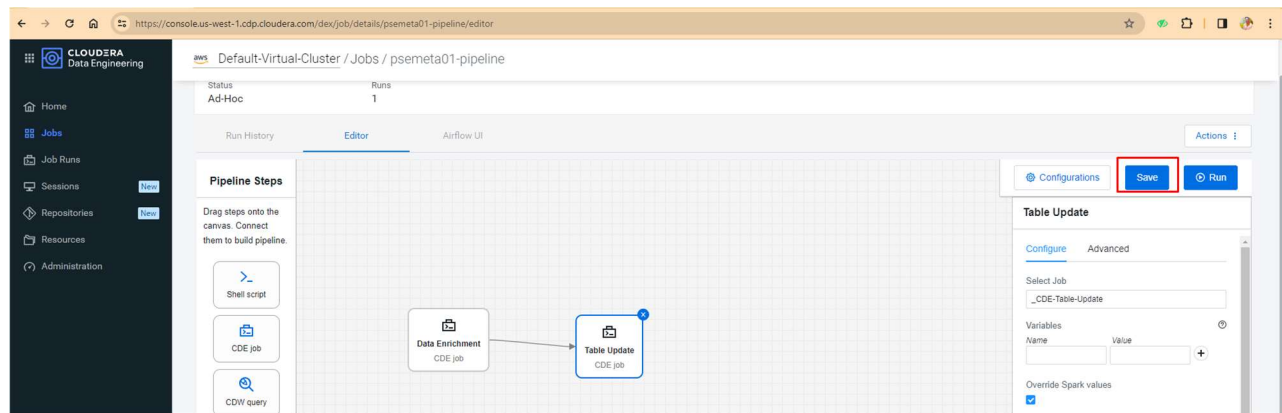 https://console.us-west-1.cdp.cloudera.com/dex/job/details/psemeta01-pipeline/editor
CLOUDERA
Data Engineering
Home
Jobs
Job Runs
Sessions New
Repositories New
Resources
Administration
aws Default-Virtual-Cluster / Jobs / psemeta01-pipeline
Status Runs
Ad-Hoc 1
Run History Editor Airflow UI Actions
Pipeline Steps
Drag steps onto the
canvas. Connect
them to build pipeline.
Shell script
CDE job
CDW query
Data Enrichment
CDE job
Table Update
CDE job
Configurations Save Run
Table Update
Configure Advanced
Select Job
_CDE-Table-Update
Variables
Name Value
Override Spark values